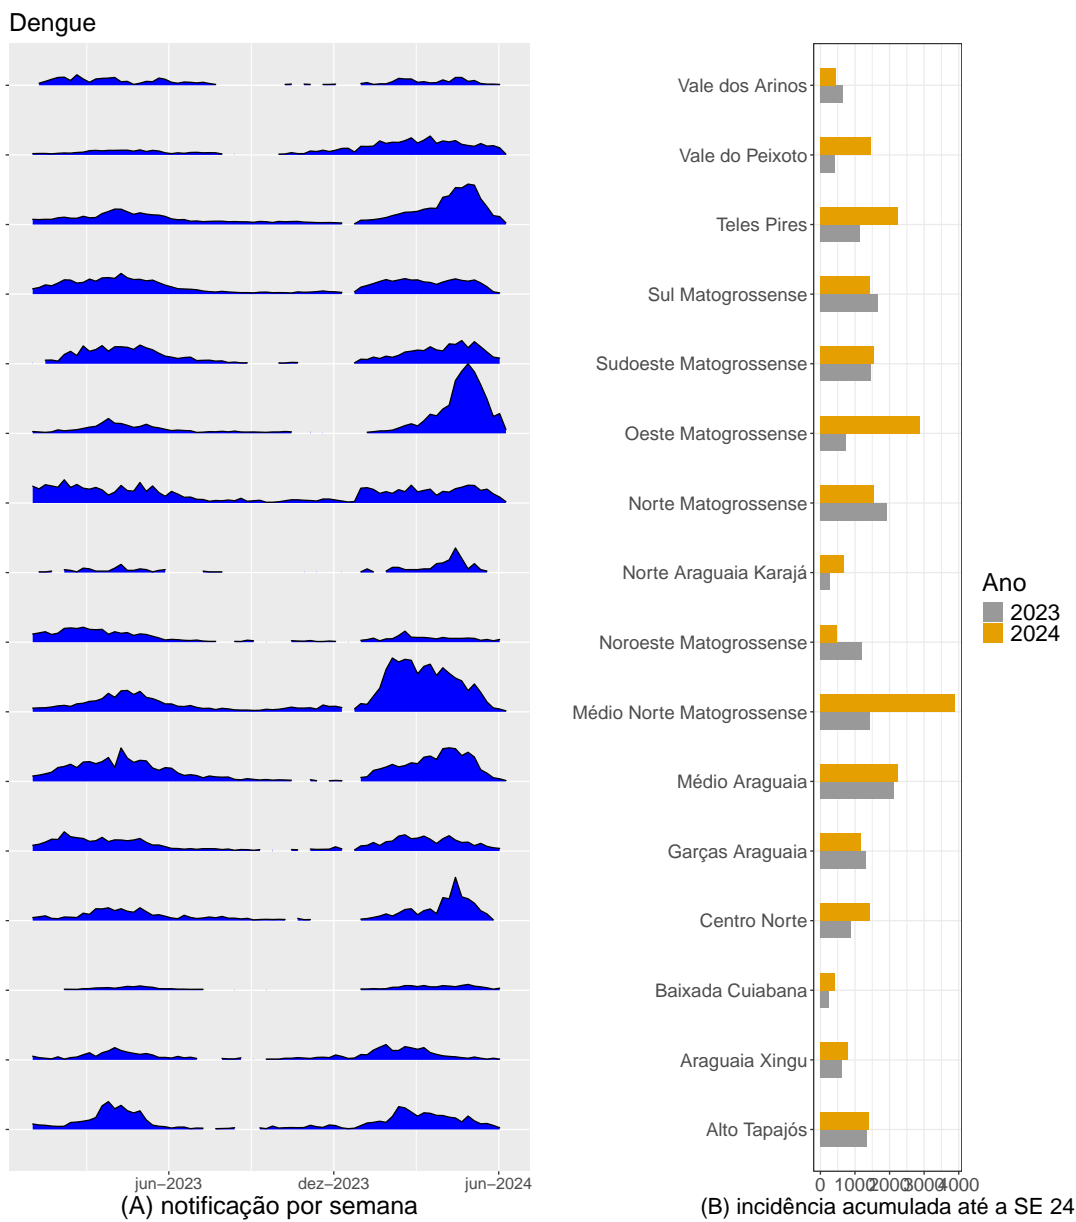 Dengue
Vale dos Arinos
Vale do Peixoto
Teles Pires
Sul Matogrossense
Sudoeste Matogrossense
Oeste Matogrossense
Norte Matogrossense
Norte Araguaia Karajá
Noroeste Matogrossense
Médio Norte Matogrossense
Médio Araguaia
Garças Araguaia
Centro Norte
Baixada Cuiabana
Araguaia Xingu
Alto Tapajós
Ano
2023
2024
jun−2023 dez−2023 jun−2024
0 1000 2000 3000 4000
(A) notificação por semana
(B) incidência acumulada até a SE 24